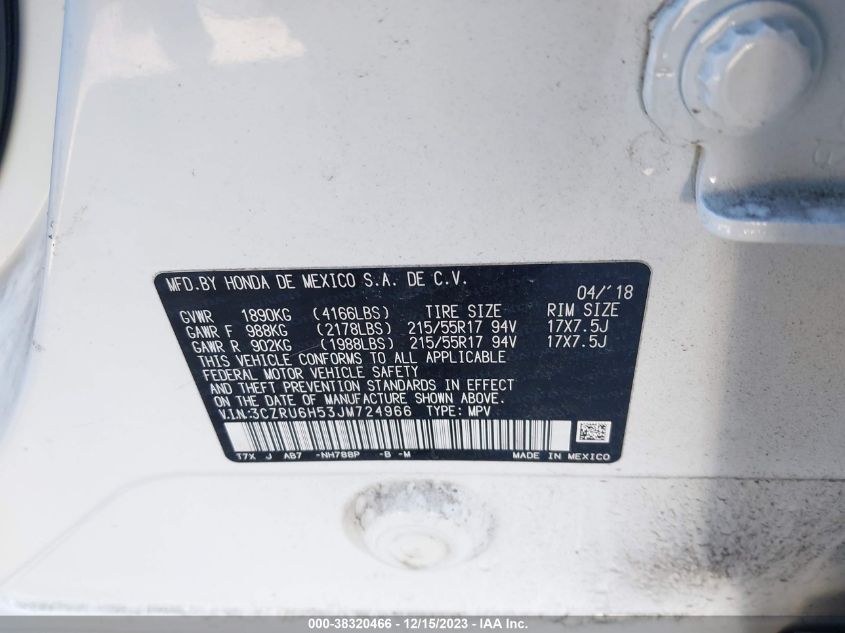 MFD.BY HONDA DE MEXICO S.A. DE C.V.
04/'18
GVWR 1890KG (4166LBS) TIRE SIZE RIM SIZE
GAWR F 988KG (2178LBS) 215/55R17 94V 17X7.5J
GAWR R 902KG (1988LBS) 215/55R17 94V 17X7.5J
THIS VEHICLE CONFORMS TO ALL APPLICABLE
FEDERAL MOTOR VEHICLE SAFETY
AND THEFT PREVENTION STANDARDS IN EFFECT
ON THE DATE OF MANUFACTURE SHOWN ABOVE.
V.I.N.:3CZRU6H53JM724966 TYPE: MPV
T7X J AB7 -NH788P -B -M MADE IN MEXICO
000-38320466 - 12/15/2023 - IAA Inc.